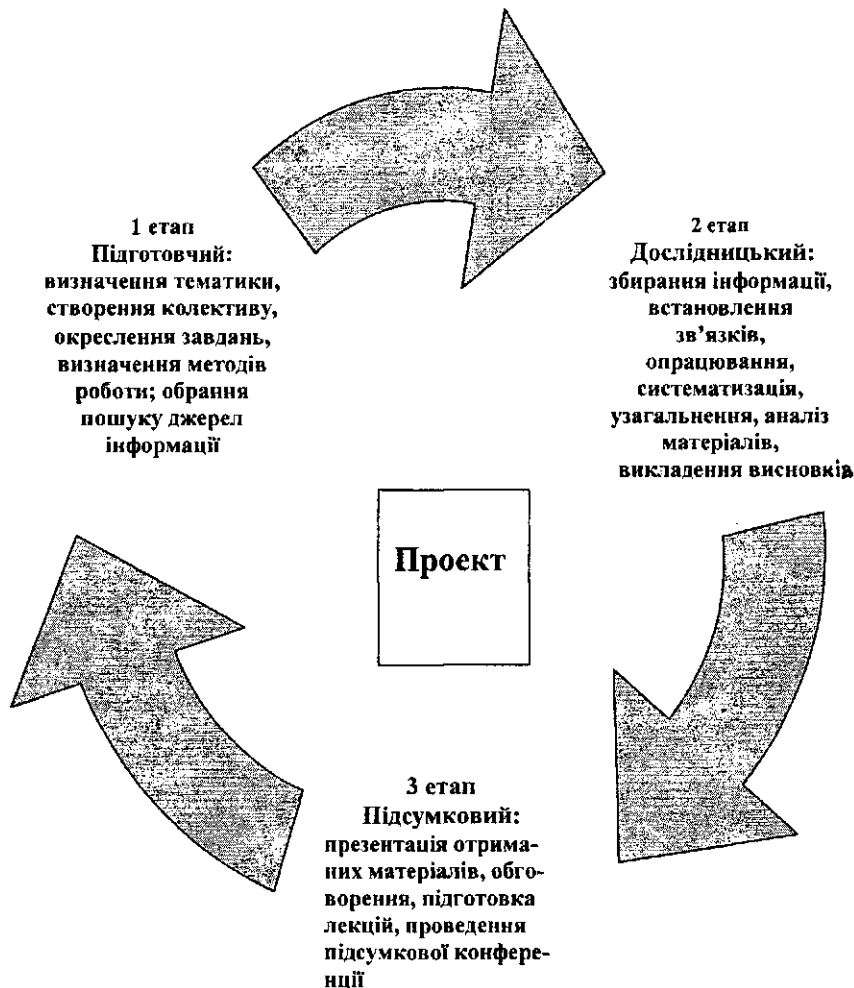 1 етап
Підготовчий:
визначення тематики,
створення колективу,
окреслення завдань,
визначення методів
роботи; обрання
пошуку джерел
інформації
2 етап
Дослідницький:
збирання інформації,
встановлення
зв’язків,
опрацювання,
систематизація,
узагальнення, аналіз
матеріалів,
викладення висновків
Проект
3 етап
Підсумковий:
презентація отрима-
них матеріалів, обго-
ворення, підготовка
лекцій, проведення
підсумкової конфере-
нції